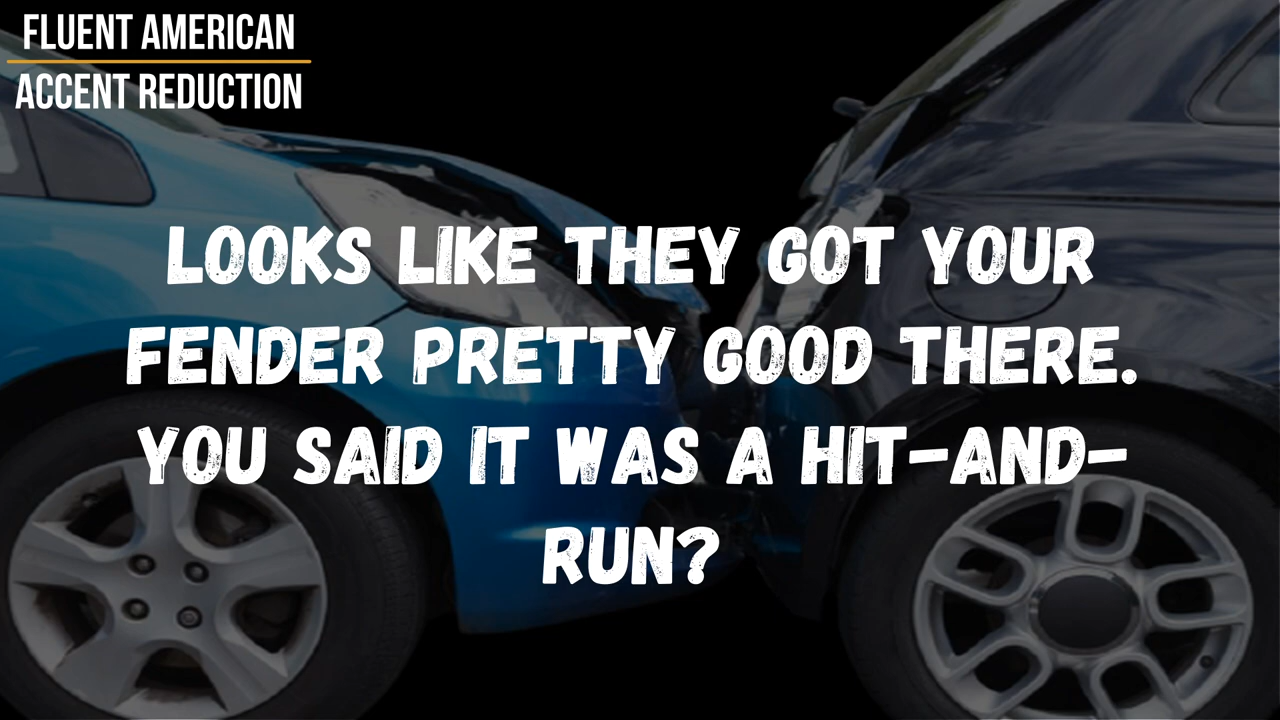 FLUENT AMERICAN
ACCENT REDUCTION
LOOKS LIKE THEY GOT YOUR
FENDER PRETTY GOOD THERE.
YOU SAID IT WAS A HIT-AND-
RUN?